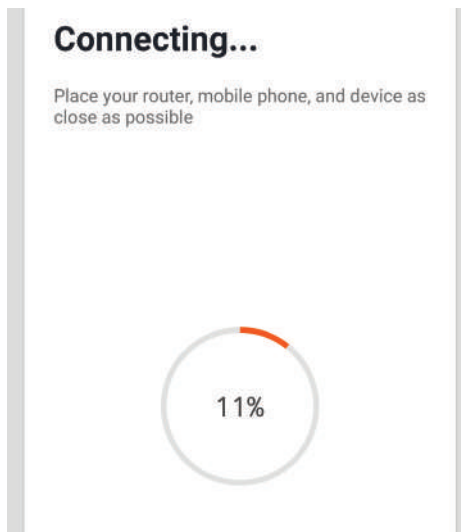 Connecting...
Place your router, mobile phone, and device as
close as possible
11%